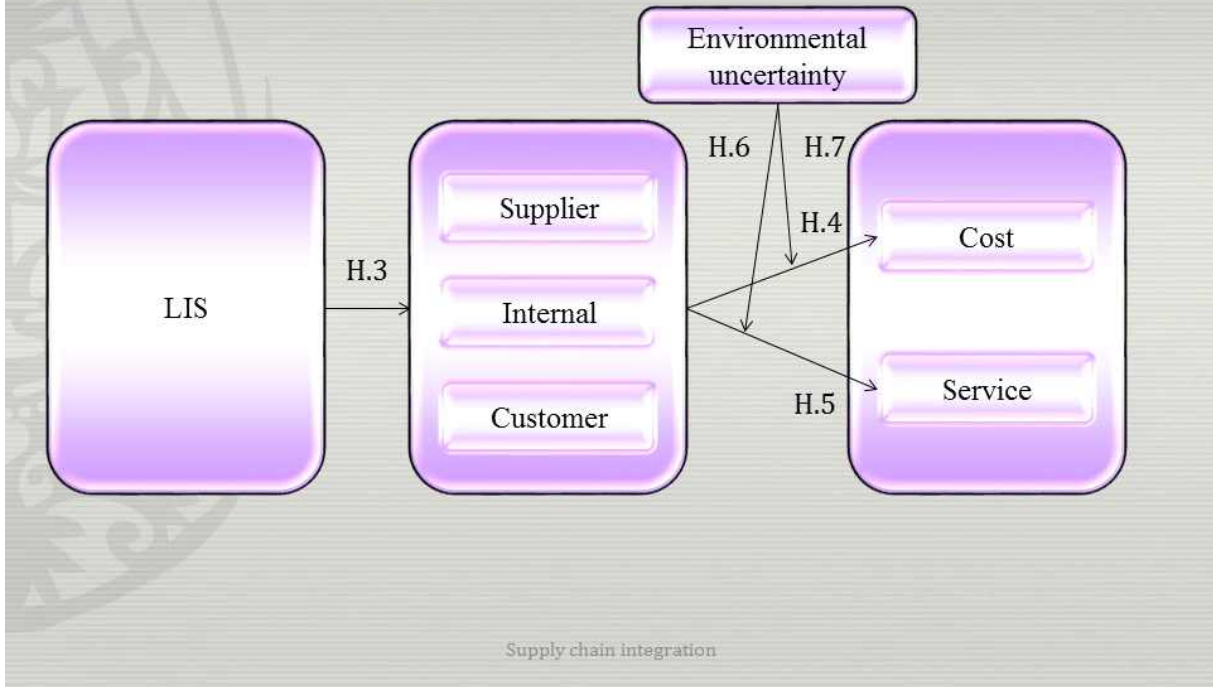 Environmental
uncertainty
H.6
H.7
Supplier
H.4
Cost
H.3
LIS
Internal
Service
H.5
Customer
Supply chain integration